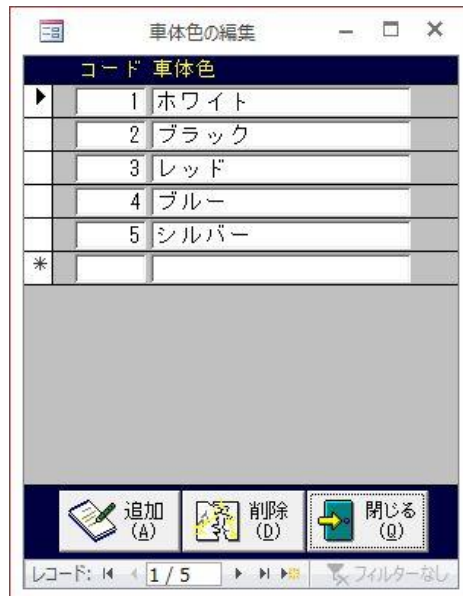 車体色の編集
コード 車体色
1 ホワイト
2 ブラック
3 レッド
4 ブルー
5 シルバー
*
追加 (A) 削除 (D) 閉じる (Q)
レコード: 1 / 5 フィルターなし